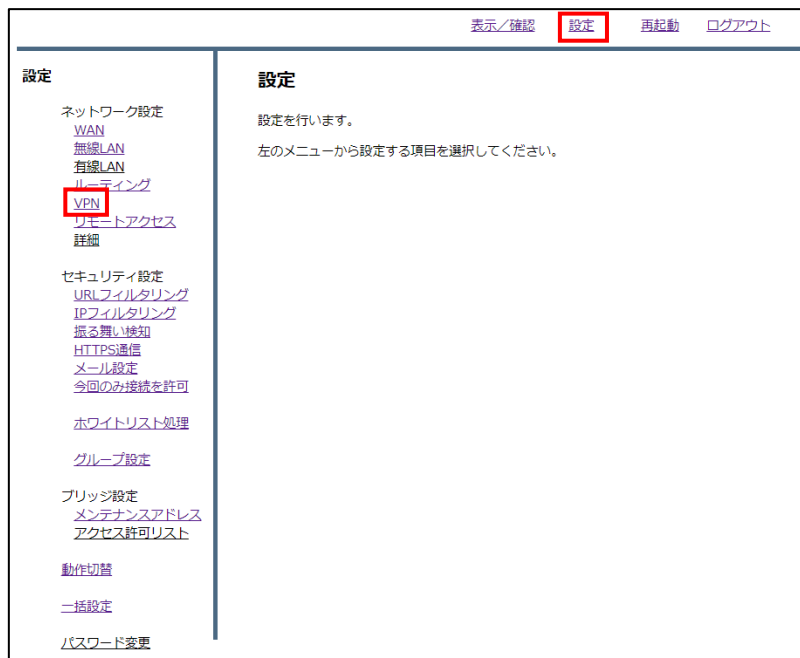 表示／確認 設定 再起動 ログアウト
設定
ネットワーク設定
WAN
無線LAN
有線LAN
ルーティング
VPN
リモートアクセス
詳細
セキュリティ設定
URLフィルタリング
IPフィルタリング
振る舞い検知
HTTPS通信
メール設定
今回のみ接続を許可
ホワイトリスト処理
グループ設定
ブリッジ設定
メンテナンスアドレス
アクセス許可リスト
動作切替
一括設定
パスワード変更
設定
設定を行います。
左のメニューから設定する項目を選択してください。